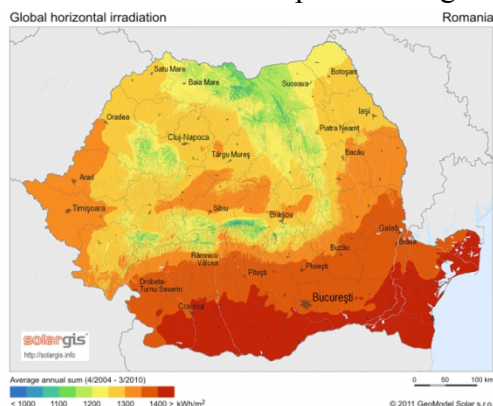 Global horizontal irradiation
Romania
Satu Mare
Botoşani
Baia Mare
Suceava
Oradea
Iaşi
Piatra Neamţ
Cluj-Napoca
Târgu Mureş
Bacău
Arad
Timişoara
Sibiu
Braşov
Galaţi
Brăila
Râmnicu
Vâlcea
Buzău
Piteşti
Ploieşti
Drobeta-
Turnu Severin
Bucureşti
Craiova
solargis
http://solargis.info
Average annual sum (4/2004 - 3/2010)
0 50 100 km
< 1000 1100 1200 1300 1400 > kWh/m²
© 2011 GeoModel Solar s.r.o.